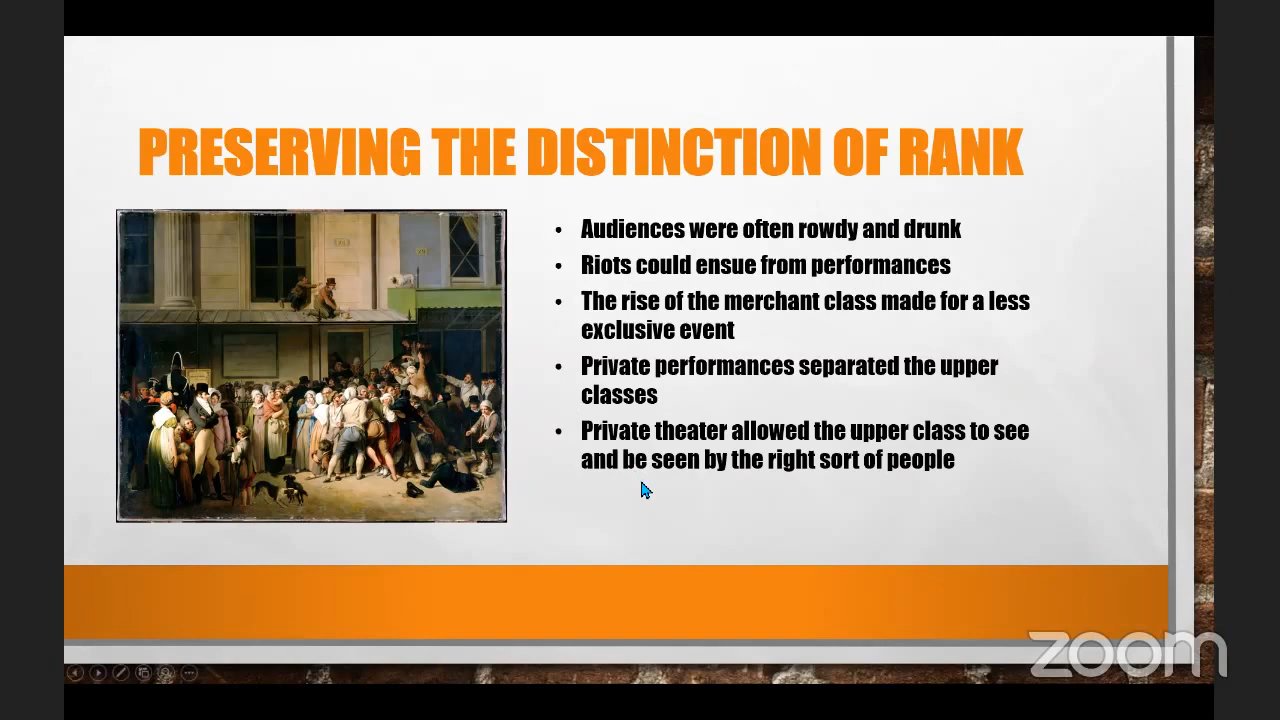 PRESERVING THE DISTINCTION OF RANK
• Audiences were often rowdy and drunk
• Riots could ensue from performances
• The rise of the merchant class made for a less
exclusive event
• Private performances separated the upper
classes
• Private theater allowed the upper class to see
and be seen by the right sort of people
zoom